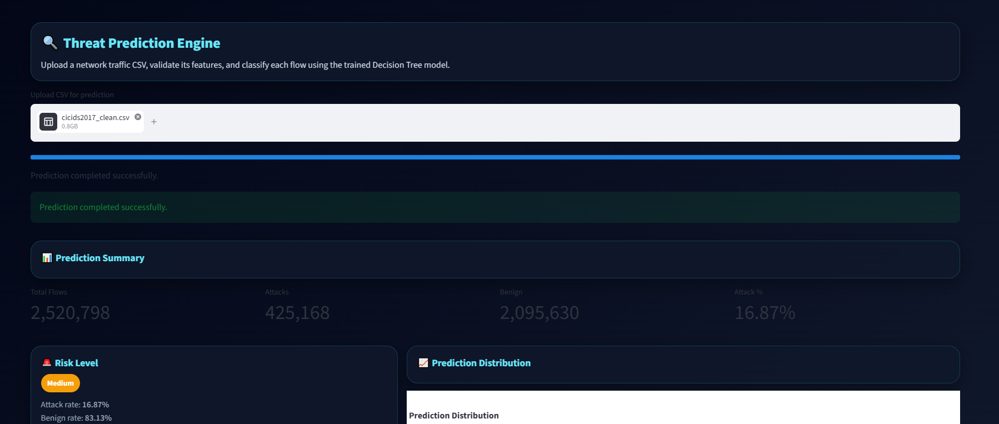 🔍 Threat Prediction Engine
Upload a network traffic CSV, validate its features, and classify each flow using the trained Decision Tree model.
Upload CSV for prediction
cicids2017_clean.csv
0.8GB
Prediction completed successfully.
Prediction completed successfully.
📊 Prediction Summary
Total Flows
2,520,798
Attacks
425,168
Benign
2,095,630
Attack %
16.87%
🚨 Risk Level
Medium
Attack rate: 16.87%
Benign rate: 83.13%
📈 Prediction Distribution
Prediction Distribution